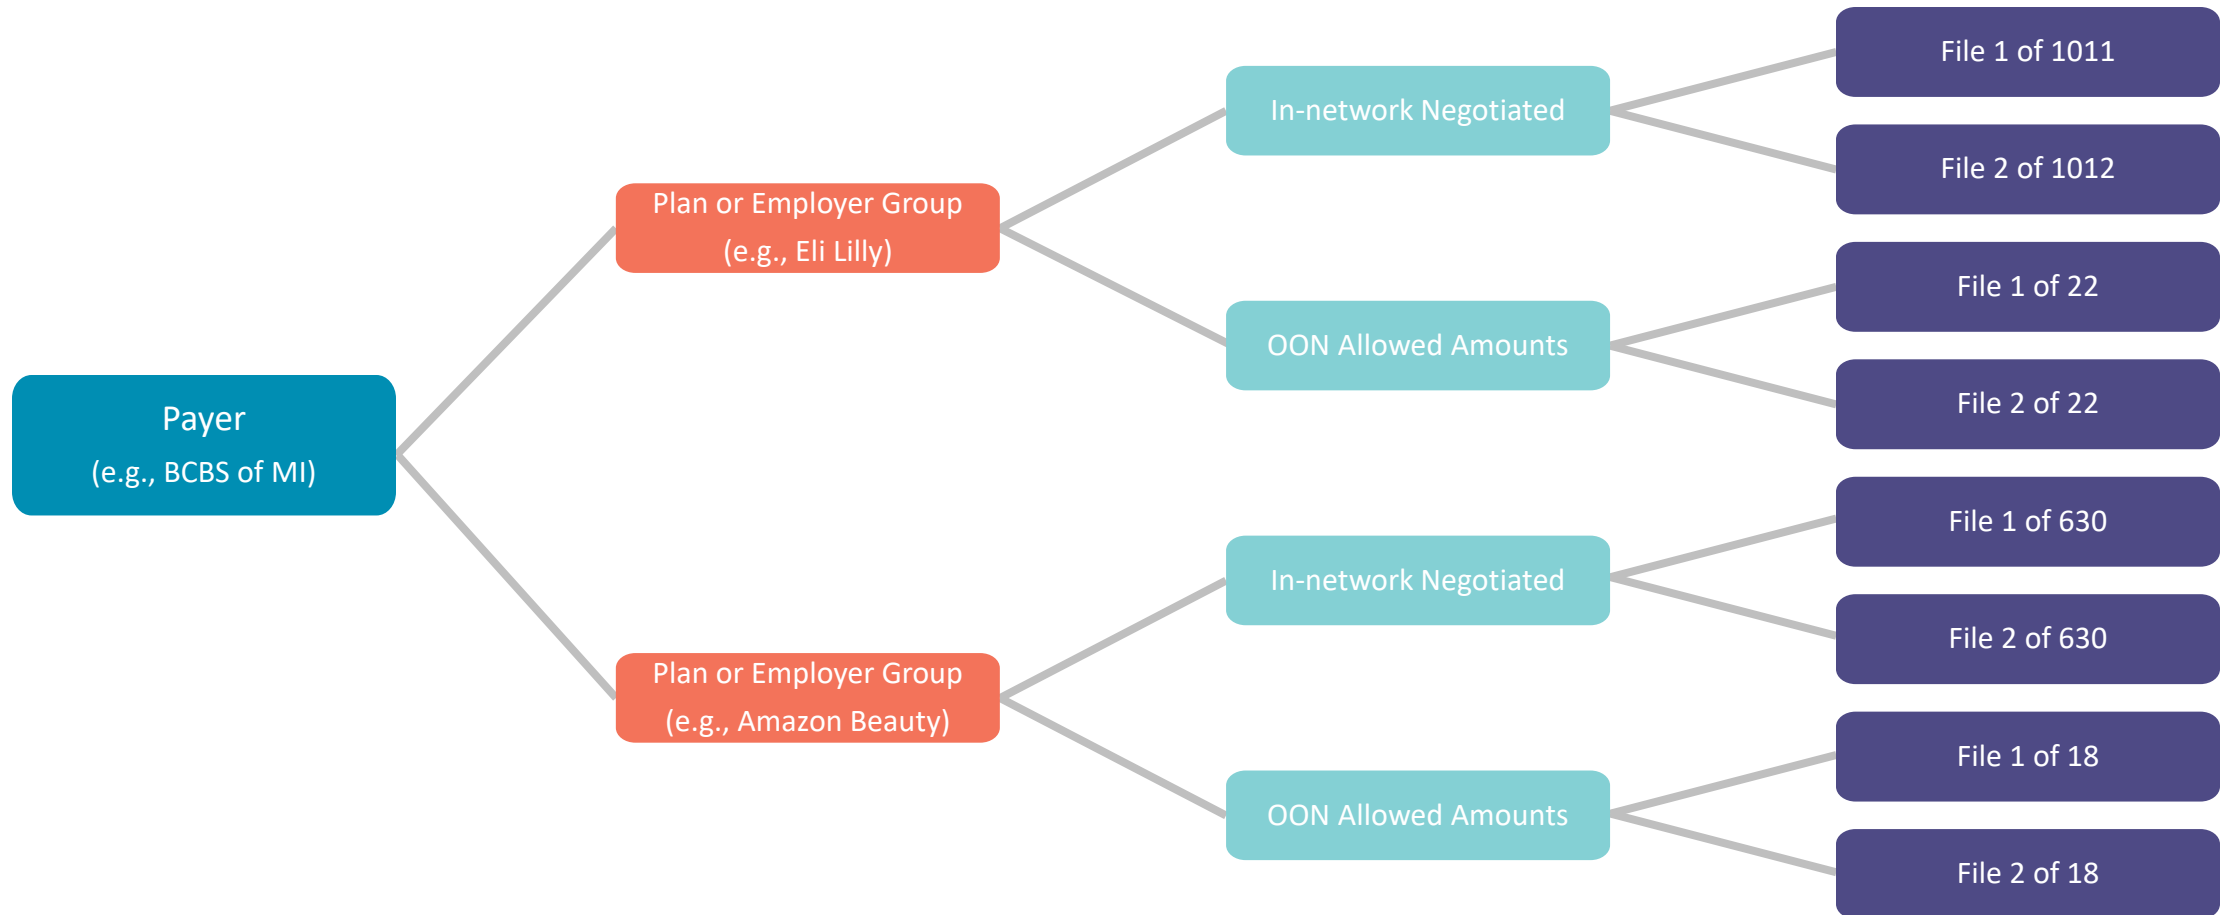 Payer
(e.g., BCBS of MI)
Plan or Employer Group
(e.g., Eli Lilly)
In-network Negotiated
File 1 of 1011
File 2 of 1012
OON Allowed Amounts
File 1 of 22
File 2 of 22
Plan or Employer Group
(e.g., Amazon Beauty)
In-network Negotiated
File 1 of 630
File 2 of 630
OON Allowed Amounts
File 1 of 18
File 2 of 18